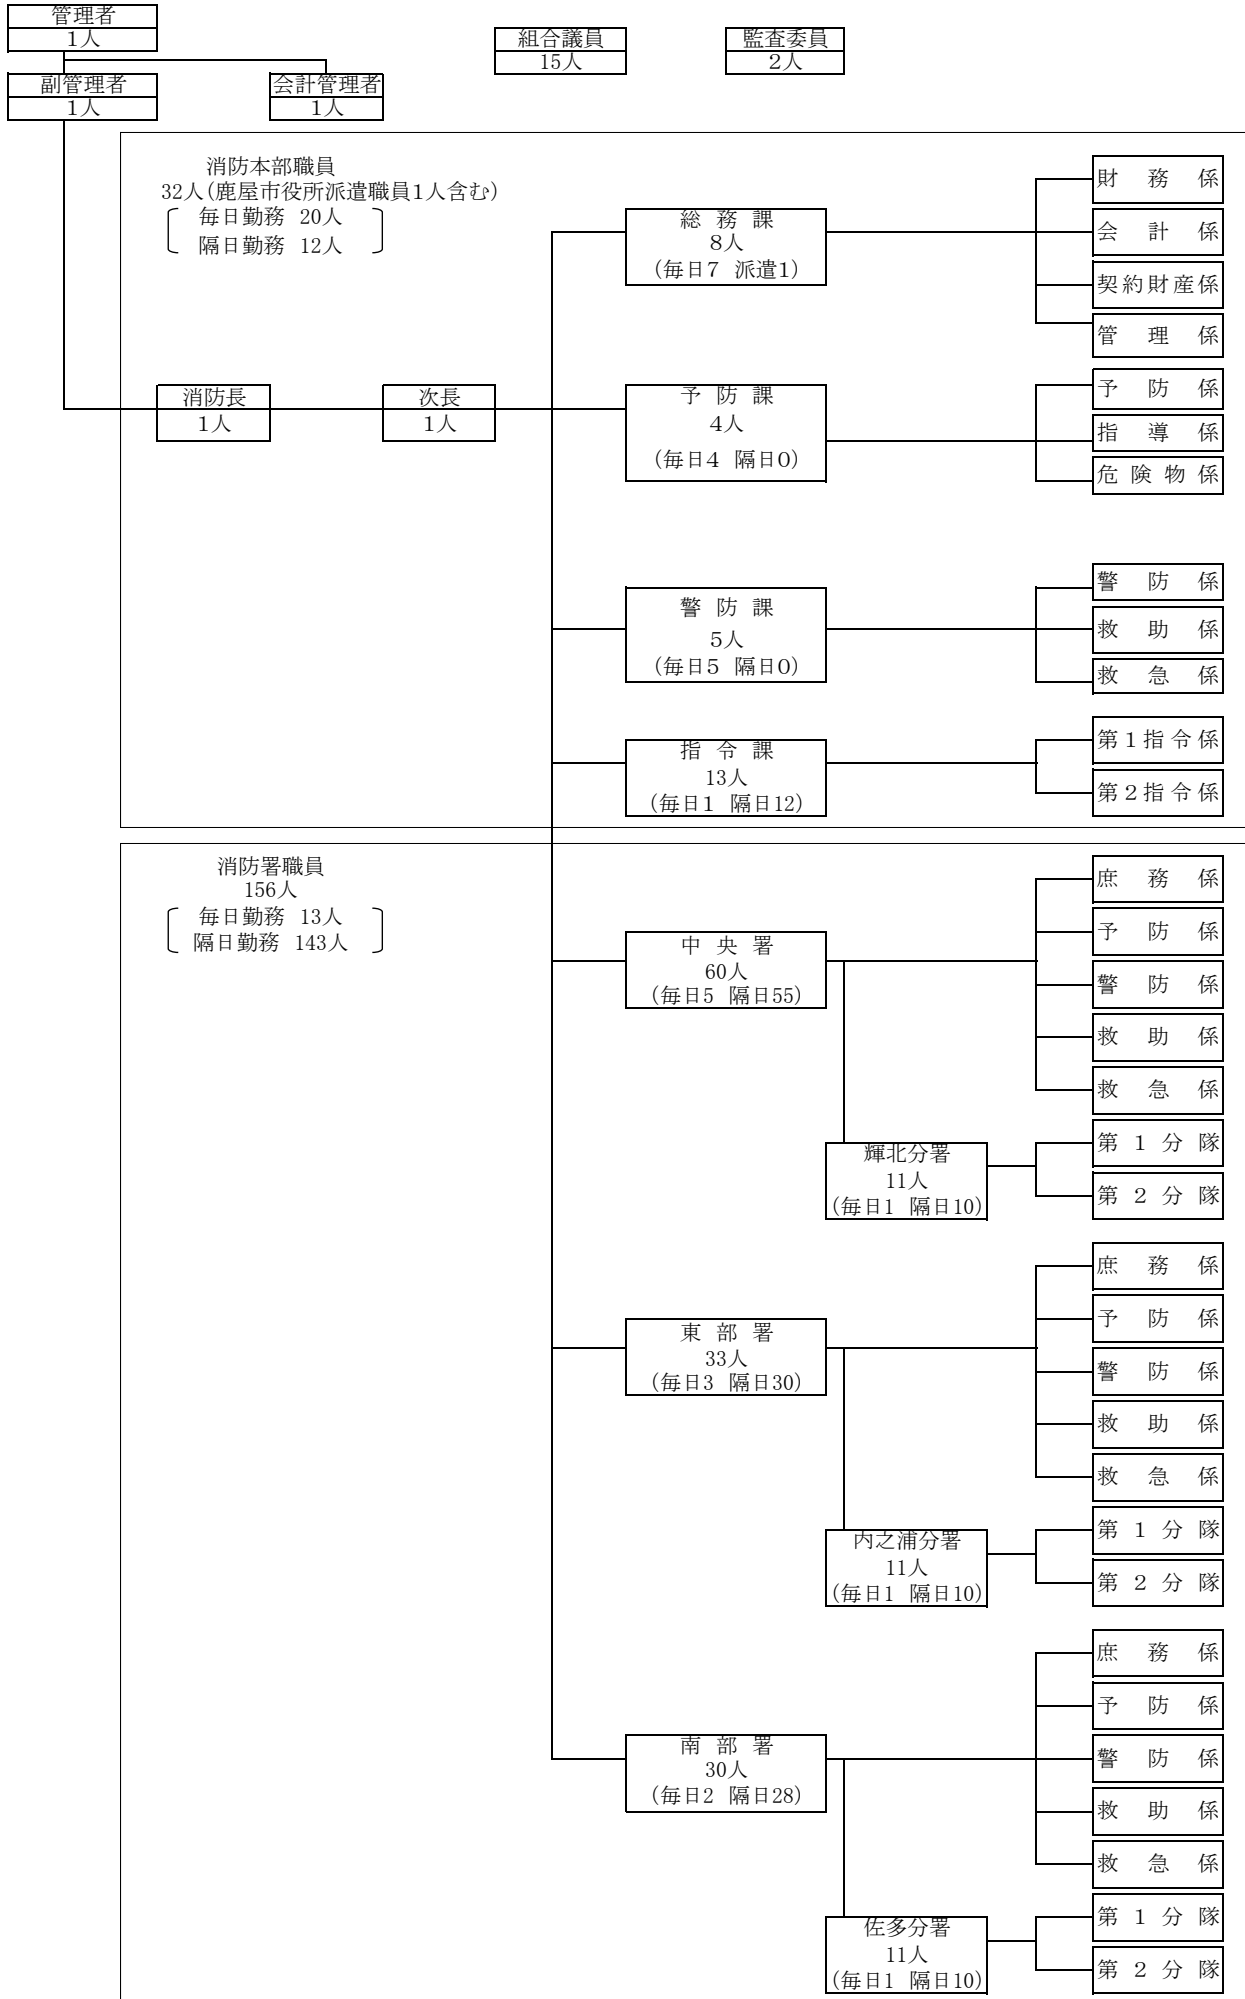 管理者
1人
組合議員
15人
監査委員
2人
副管理者
1人
会計管理者
1人
消防本部職員
32人(鹿屋市役所派遣職員1人含む)
毎日勤務 20人
隔日勤務 12人
消防長
1人
次長
1人
総務課
8人
(毎日7 派遣1)
財務係
会計係
契約財産係
管理係
予防課
4人
(毎日4 隔日0)
予防係
指導係
危険物係
警防課
5人
(毎日5 隔日0)
警防係
救助係
救急係
指令課
13人
(毎日1 隔日12)
第1指令係
第2指令係
消防署職員
156人
毎日勤務 13人
隔日勤務 143人
中央署
60人
(毎日5 隔日55)
庶務係
予防係
警防係
救助係
救急係
輝北分署
11人
(毎日1 隔日10)
第1分隊
第2分隊
東部署
33人
(毎日3 隔日30)
庶務係
予防係
警防係
救助係
救急係
内之浦分署
11人
(毎日1 隔日10)
第1分隊
第2分隊
南部署
30人
(毎日2 隔日28)
庶務係
予防係
警防係
救助係
救急係
佐多分署
11人
(毎日1 隔日10)
第1分隊
第2分隊